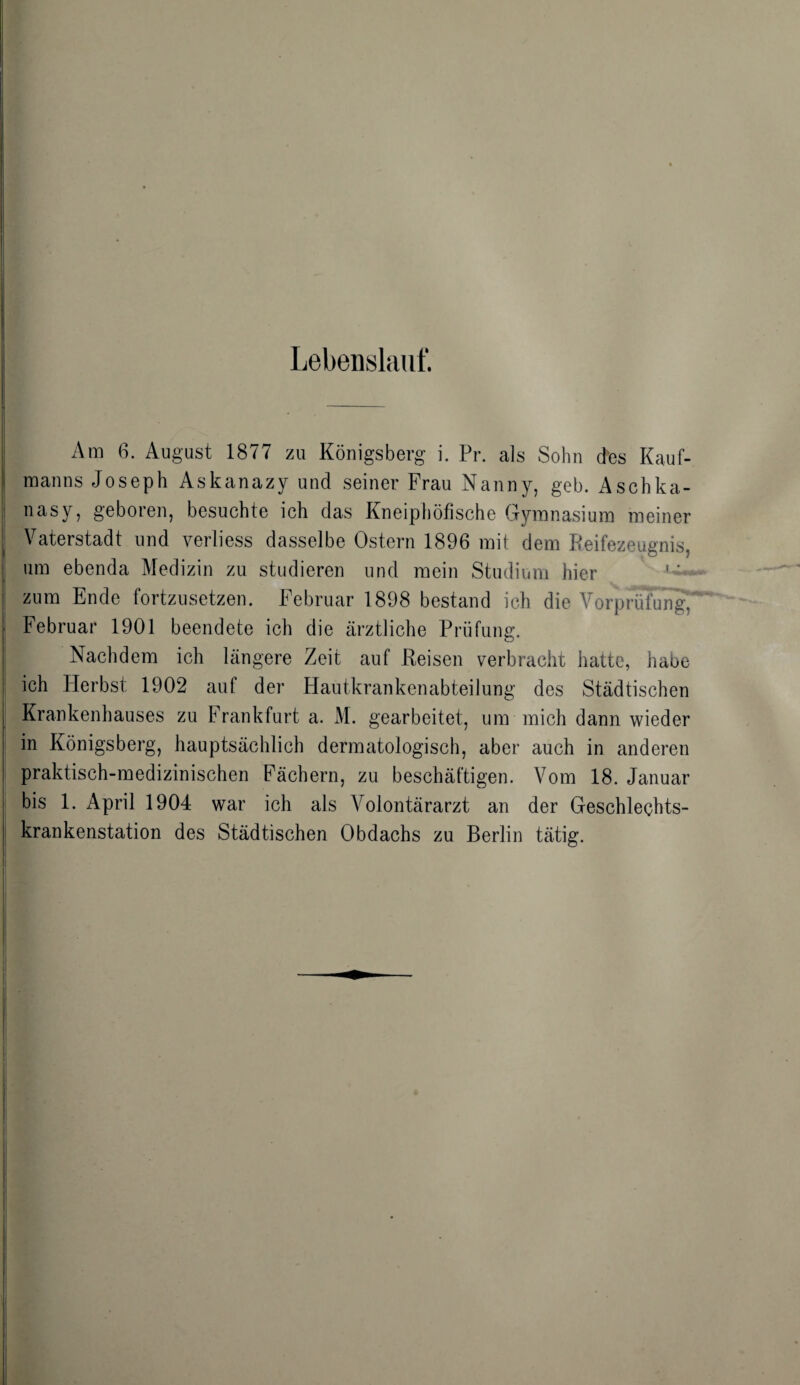 Lebenslauf.
Am 6. August 1877 zu Königsberg i. Pr. als Sohn des Kauf-
manns Joseph Askanazy und seiner Frau Nanny, geb. Aschka-
nasy, geboren, besuchte ich das Kneiphöfische Gymnasium meiner
Vaterstadt und verliess dasselbe Ostern 1896 mit dem Reifezeugnis,
um ebenda Medizin zu studieren und mein Studium hier
zum Ende fortzusetzen. Februar 1898 bestand ich die Vorprüfung,
Februar 1901 beendete ich die ärztliche Prüfung.
Nachdem ich längere Zeit auf Reisen verbracht hatte, habe
ich Herbst 1902 auf der Hautkrankenabteilung des Städtischen
Krankenhauses zu Frankfurt a. M. gearbeitet, um mich dann wieder
in Königsberg, hauptsächlich dermatologisch, aber auch in anderen
praktisch-medizinischen Fächern, zu beschäftigen. Vom 18. Januar
bis 1. April 1904 war ich als Volontärarzt an der Geschlechts-
krankenstation des Städtischen Obdachs zu Berlin tätig.